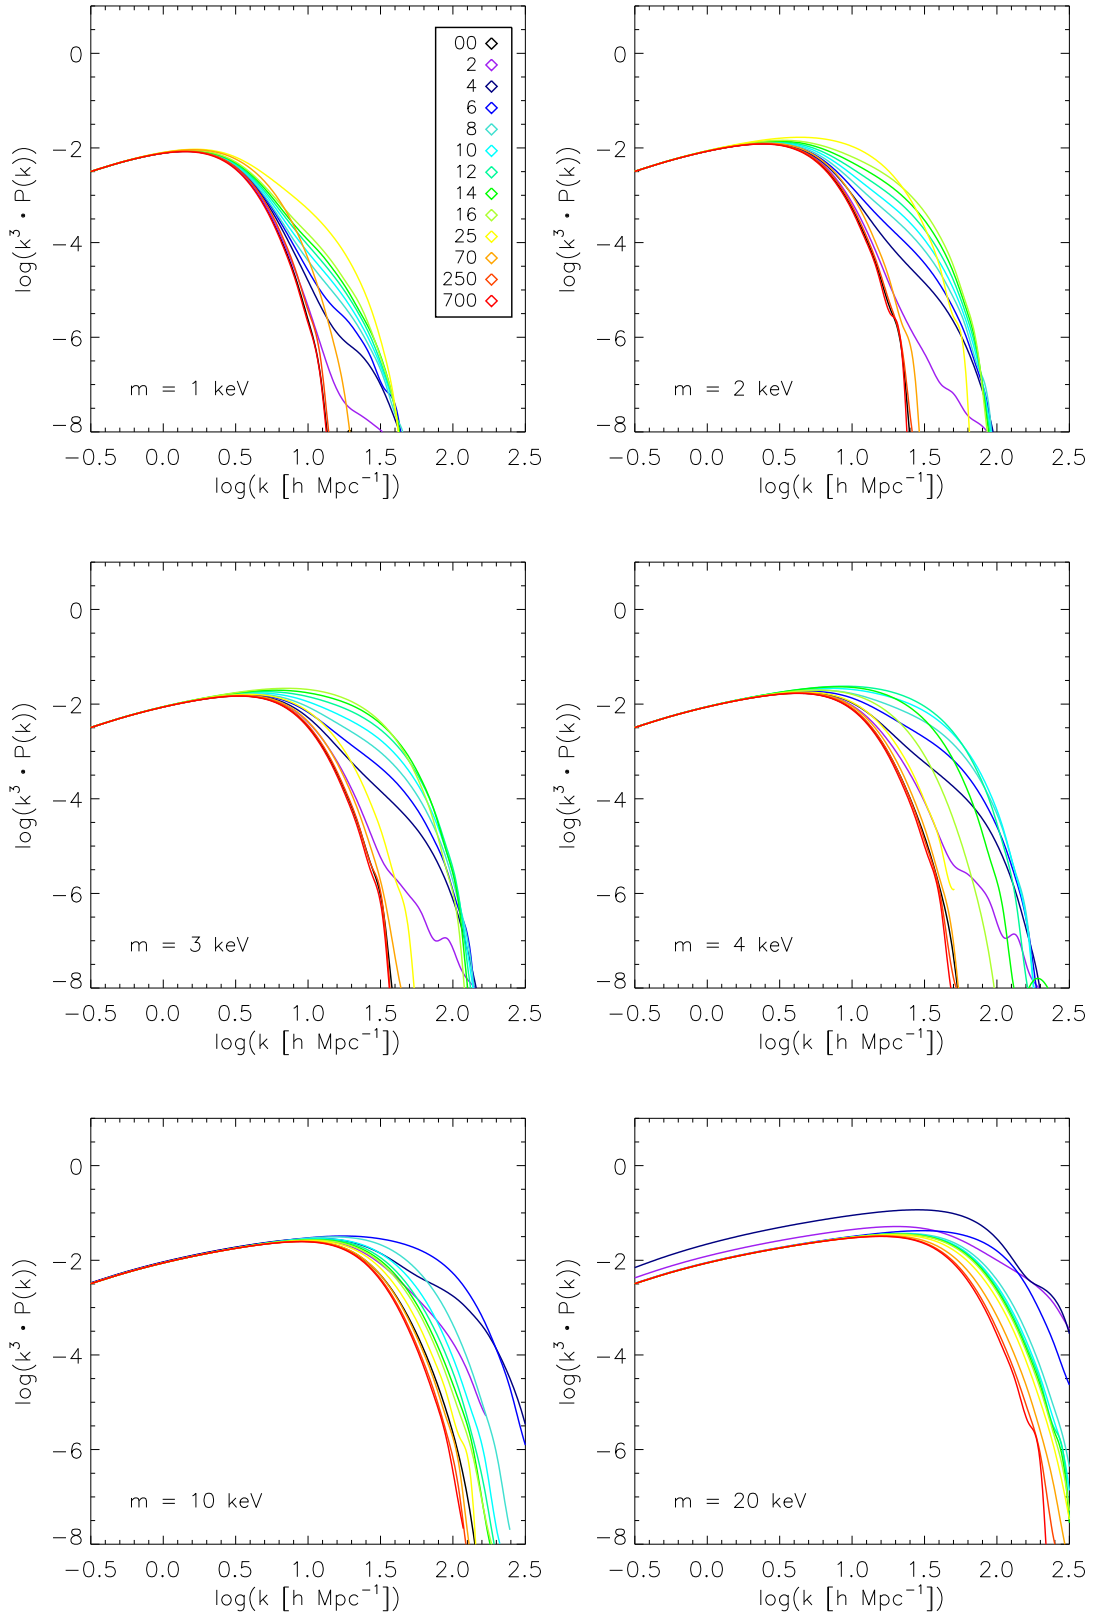 0
−2
−4
−6
−8
log(k³ • P(k))
00
2
4
6
8
10
12
14
16
25
70
250
700
m = 1 keV
−0.5 0.0 0.5 1.0 1.5 2.0 2.5
log(k [h Mpc⁻¹])
0
−2
−4
−6
−8
log(k³ • P(k))
m = 2 keV
−0.5 0.0 0.5 1.0 1.5 2.0 2.5
log(k [h Mpc⁻¹])
0
−2
−4
−6
−8
log(k³ • P(k))
m = 3 keV
−0.5 0.0 0.5 1.0 1.5 2.0 2.5
log(k [h Mpc⁻¹])
0
−2
−4
−6
−8
log(k³ • P(k))
m = 4 keV
−0.5 0.0 0.5 1.0 1.5 2.0 2.5
log(k [h Mpc⁻¹])
0
−2
−4
−6
−8
log(k³ • P(k))
m = 10 keV
−0.5 0.0 0.5 1.0 1.5 2.0 2.5
log(k [h Mpc⁻¹])
0
−2
−4
−6
−8
log(k³ • P(k))
m = 20 keV
−0.5 0.0 0.5 1.0 1.5 2.0 2.5
log(k [h Mpc⁻¹])